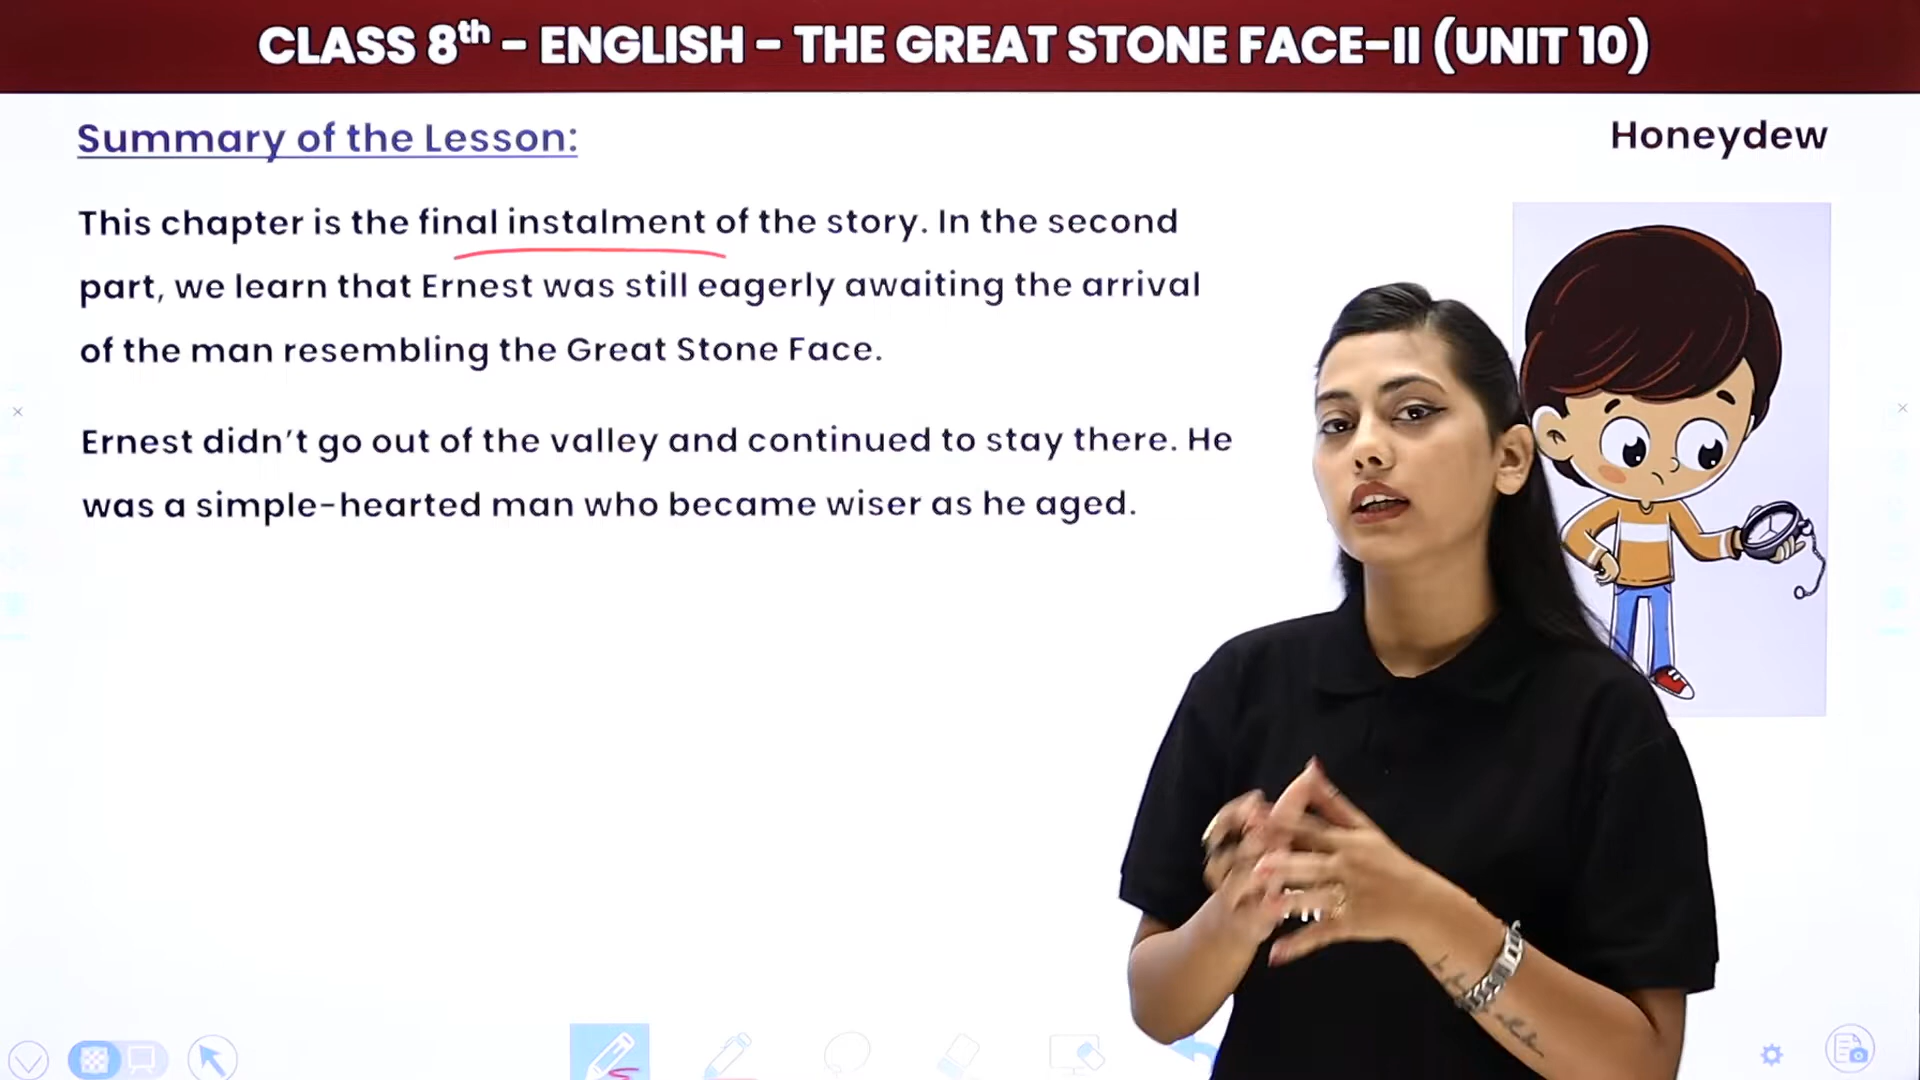 CLASS 8th - ENGLISH - THE GREAT STONE FACE-II (UNIT 10)
Summary of the Lesson:
Honeydew
This chapter is the final instalment of the story. In the second
part, we learn that Ernest was still eagerly awaiting the arrival
of the man resembling the Great Stone Face.
Ernest didn't go out of the valley and continued to stay there. He
was a simple-hearted man who became wiser as he aged.